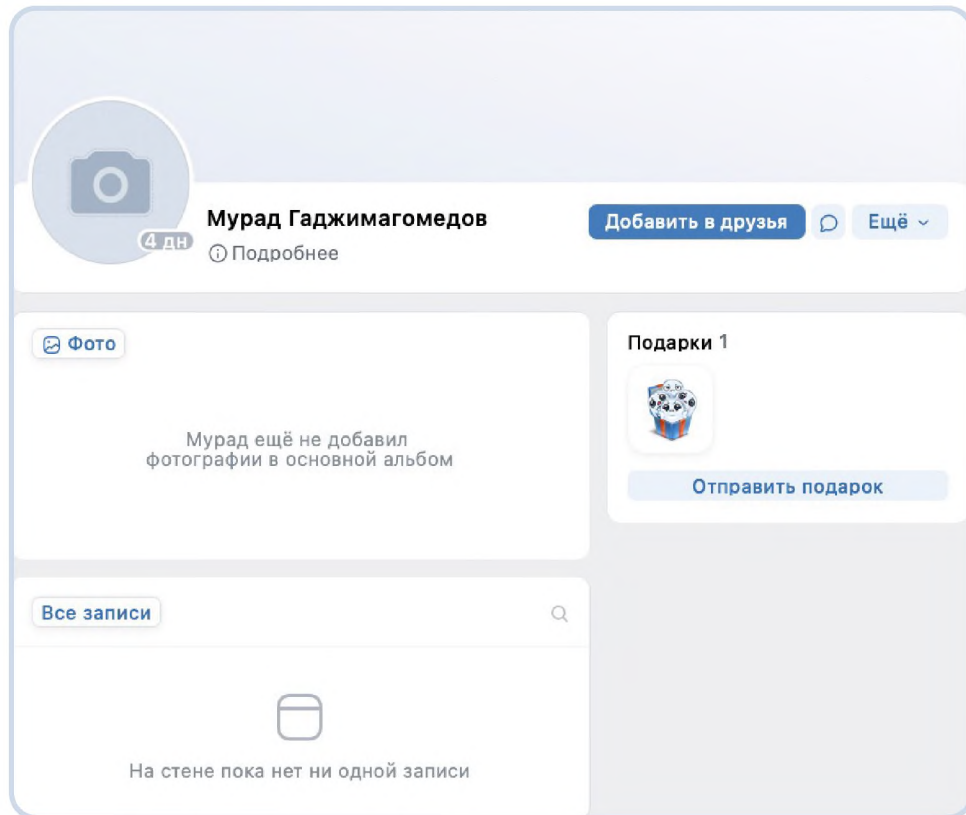 4 дн
Мурад Гаджимагомедов
Подробнее
Добавить в друзья
Ещё
Фото
Мурад ещё не добавил
фотографии в основной альбом
Подарки 1
Отправить подарок
Все записи
На стене пока нет ни одной записи